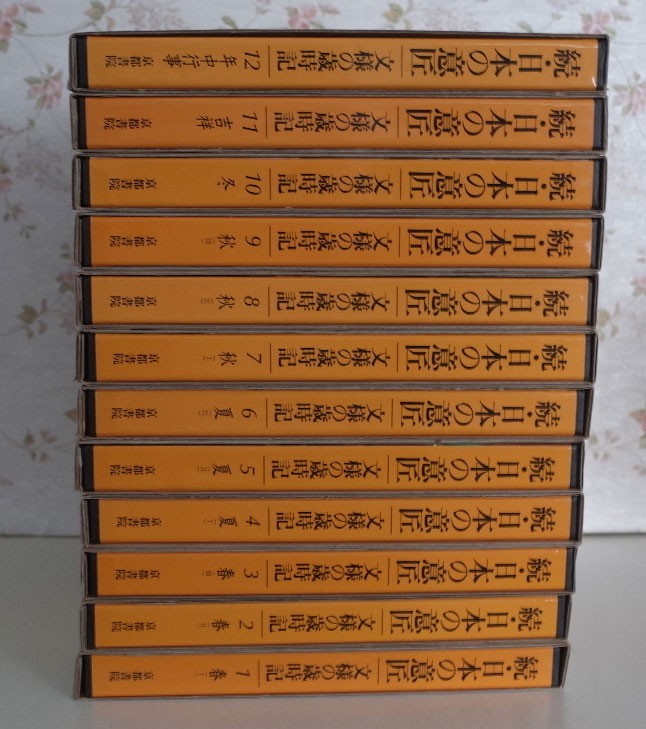 続・日本の意匠 文様の歳時記 12 年中行事 京都書院
続・日本の意匠 文様の歳時記 11 吉祥 京都書院
続・日本の意匠 文様の歳時記 10 冬 京都書院
続・日本の意匠 文様の歳時記 9 秋(三) 京都書院
続・日本の意匠 文様の歳時記 8 秋(二) 京都書院
続・日本の意匠 文様の歳時記 7 秋(一) 京都書院
続・日本の意匠 文様の歳時記 6 夏(三) 京都書院
続・日本の意匠 文様の歳時記 5 夏(二) 京都書院
続・日本の意匠 文様の歳時記 4 夏(一) 京都書院
続・日本の意匠 文様の歳時記 3 春(三) 京都書院
続・日本の意匠 文様の歳時記 2 春(二) 京都書院
続・日本の意匠 文様の歳時記 1 春(一) 京都書院